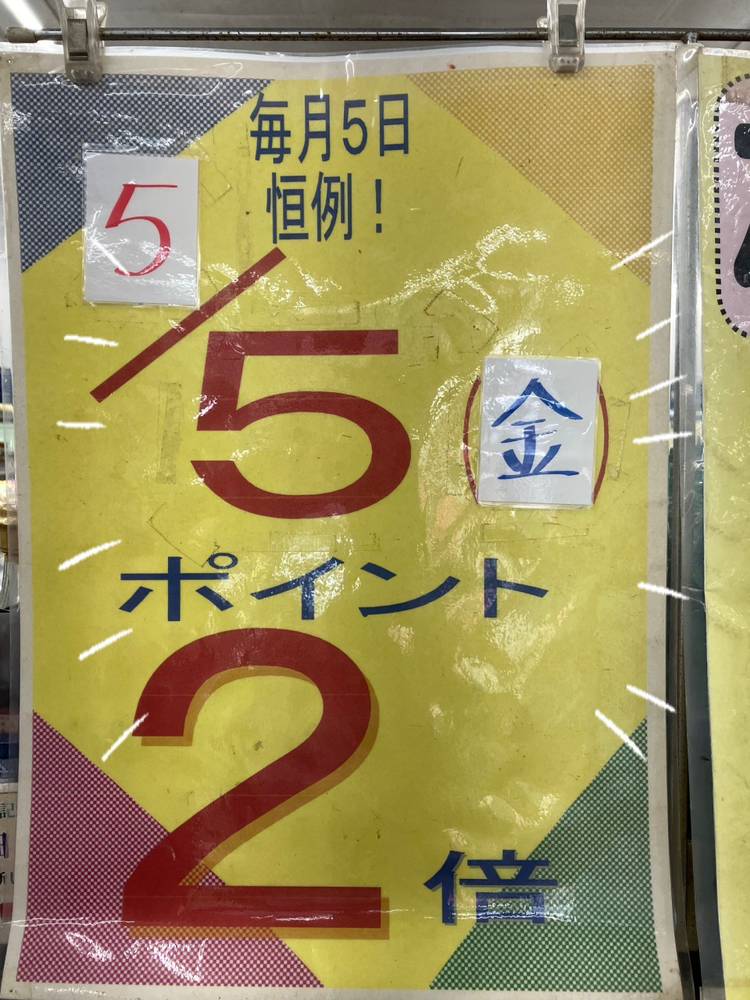 毎月5日
恒例!
5/5(金)
ポイント
2倍